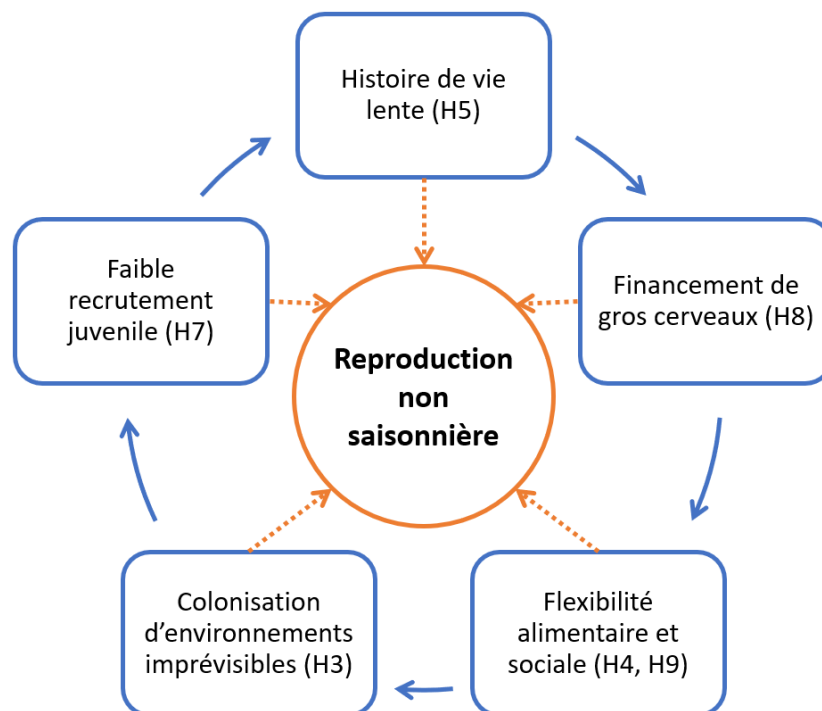 Histoire de vie
lente (H5)
Faible
recrutement
juvenile (H7)
Financement de
gros cerveaux (H8)
Reproduction
non
saisonnière
Colonisation
d’environnements
imprévisibles (H3)
Flexibilité
alimentaire et
sociale (H4, H9)